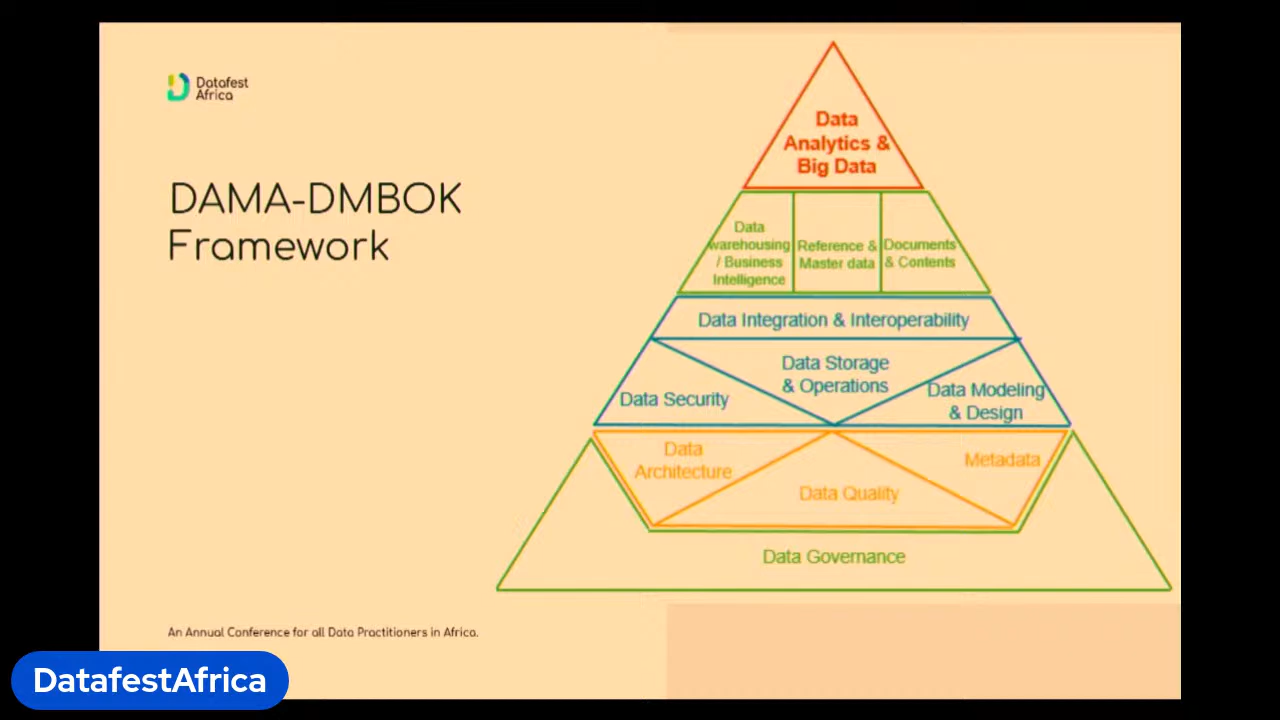 Datafest
Africa
DAMA-DMBOK
Framework
Data
Analytics &
Big Data
Data
warehousing
/ Business
Intelligence
Reference &
Master data
Documents
& Contents
Data Integration & Interoperability
Data Storage
& Operations
Data Security
Data Modeling
& Design
Data
Architecture
Metadata
Data Quality
Data Governance
An Annual Conference for all Data Practitioners in Africa.
DatafestAfrica